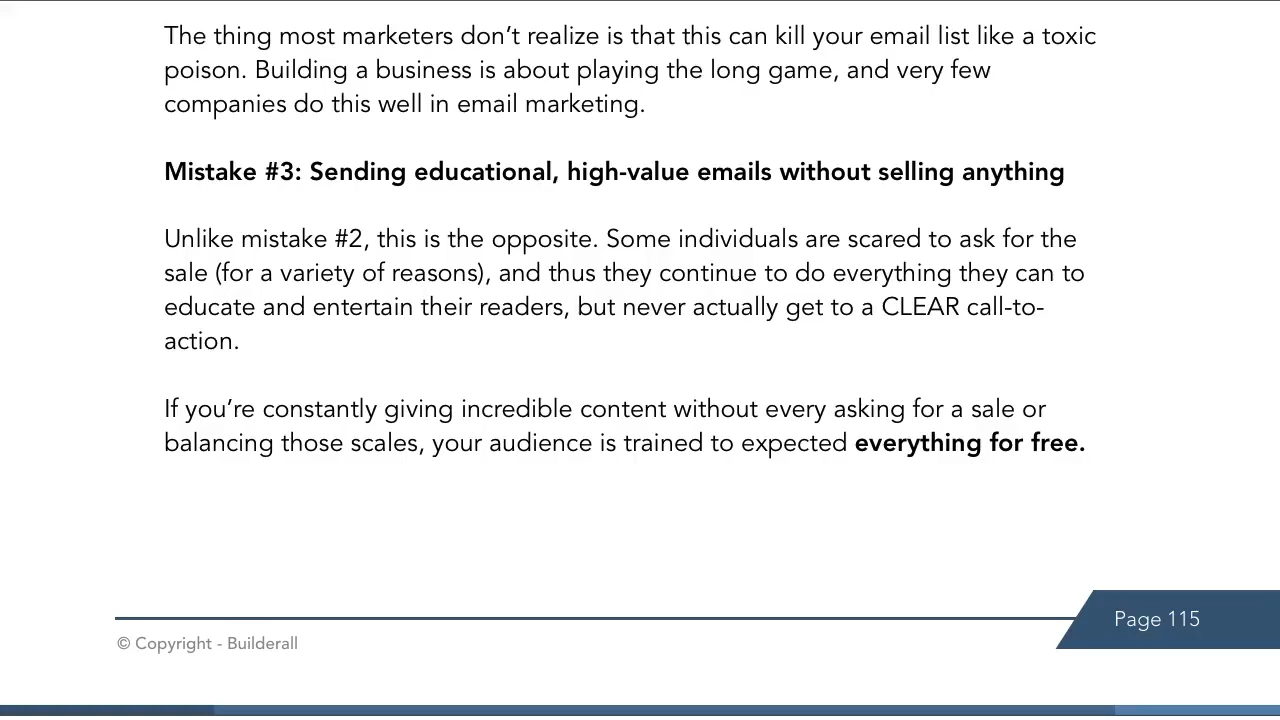 The thing most marketers don’t realize is that this can kill your email list like a toxic
poison. Building a business is about playing the long game, and very few
companies do this well in email marketing.
Mistake #3: Sending educational, high-value emails without selling anything
Unlike mistake #2, this is the opposite. Some individuals are scared to ask for the
sale (for a variety of reasons), and thus they continue to do everything they can to
educate and entertain their readers, but never actually get to a CLEAR call-to-
action.
If you’re constantly giving incredible content without every asking for a sale or
balancing those scales, your audience is trained to expected everything for free.
Page 115
© Copyright - Builderall